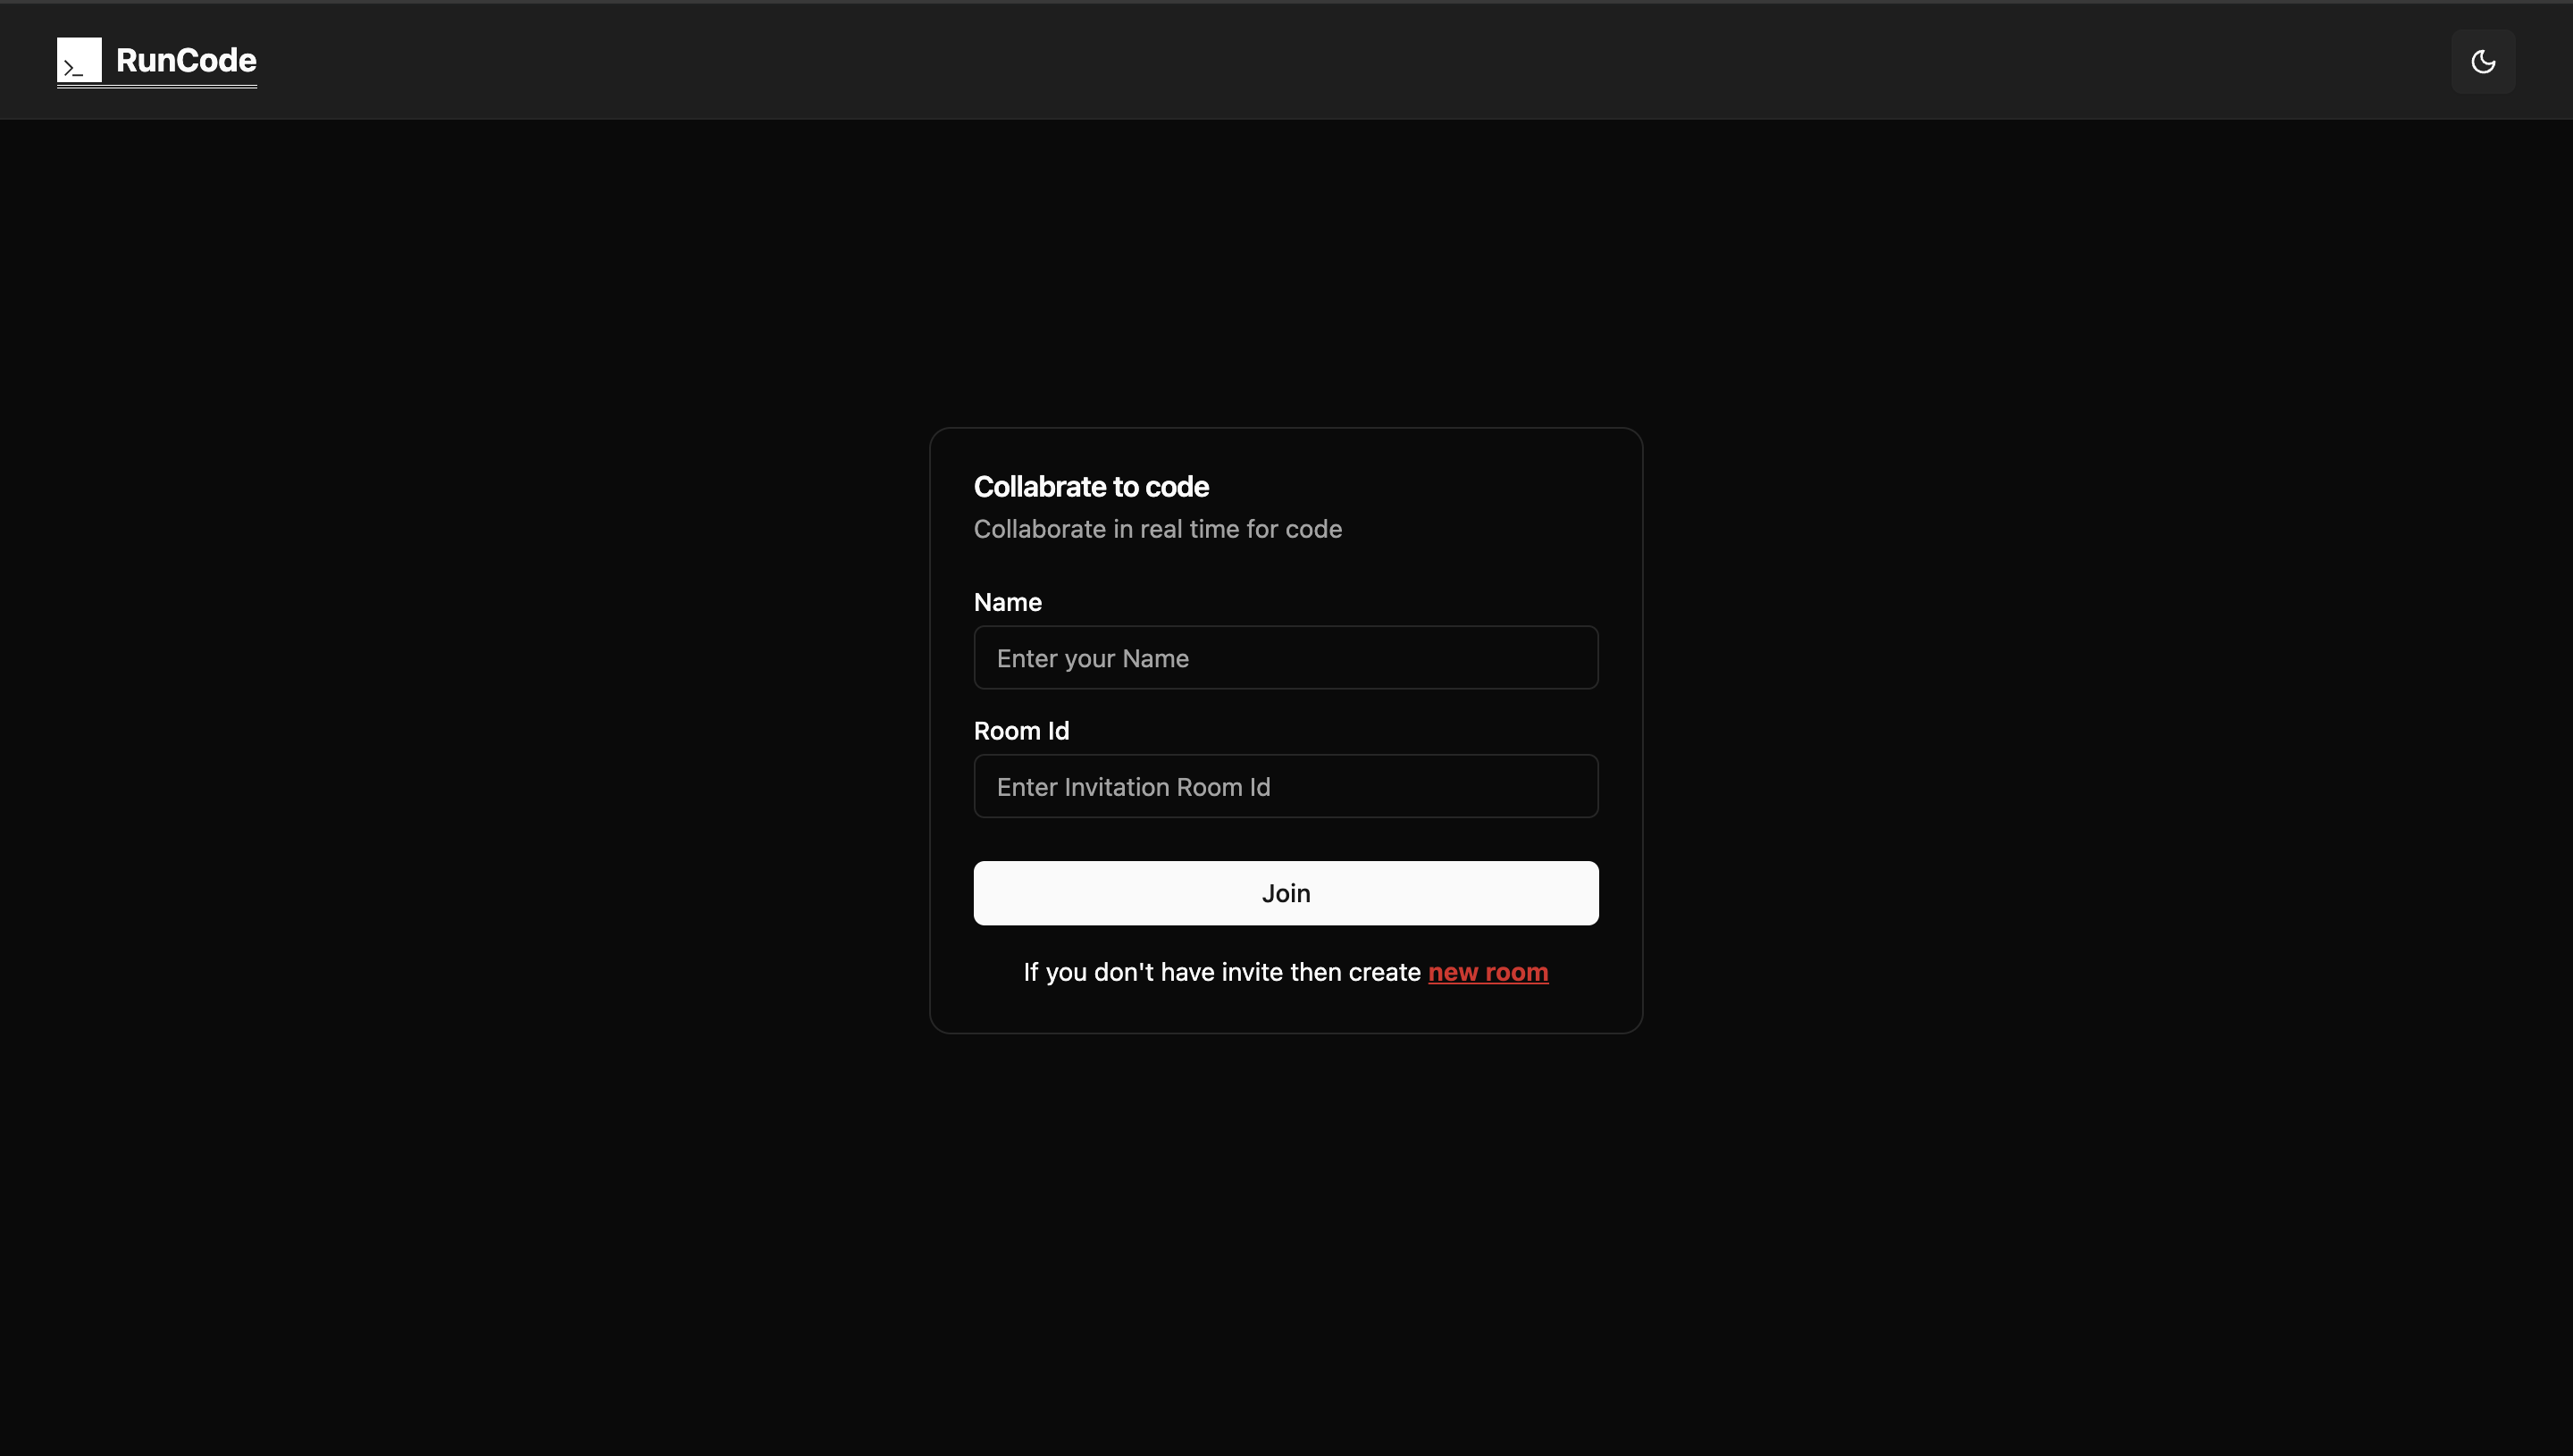 >_ RunCode
Collabrate to code
Collaborate in real time for code
Name
Enter your Name
Room Id
Enter Invitation Room Id
Join
If you don't have invite then create new room